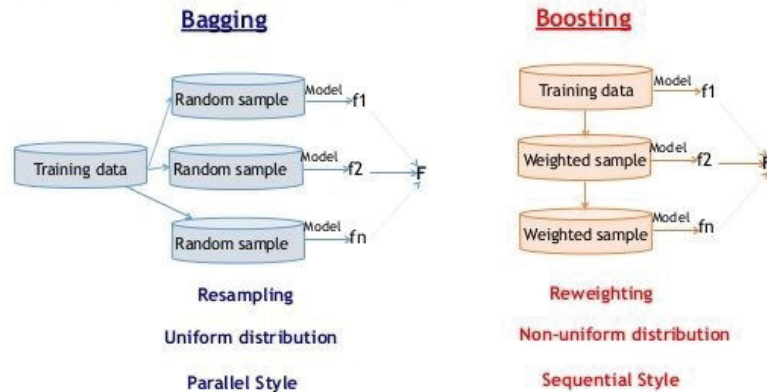 Bagging
Model
Random sample
f1
Training data
Model
Random sample
f2
F
Model
Random sample
fn
Resampling
Uniform distribution
Parallel Style
Boosting
Model
Training data
f1
Model
Weighted sample
f2
F
Model
Weighted sample
fn
Reweighting
Non-uniform distribution
Sequential Style